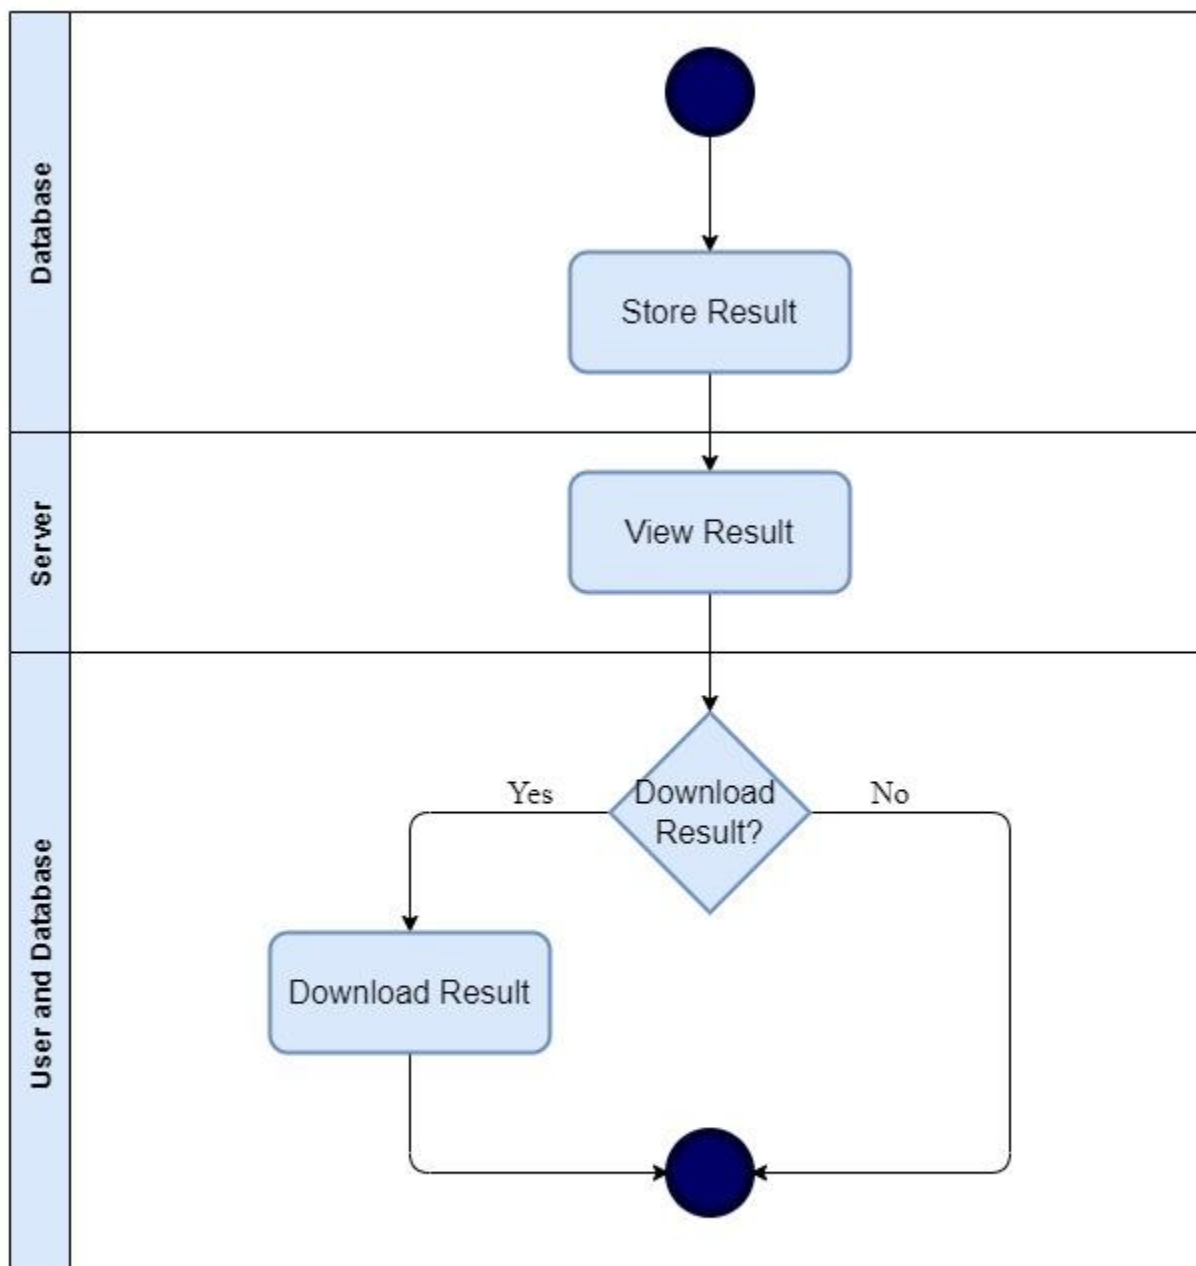 Database
Store Result
Server
View Result
User and Database
Download
Result?
Yes
No
Download Result